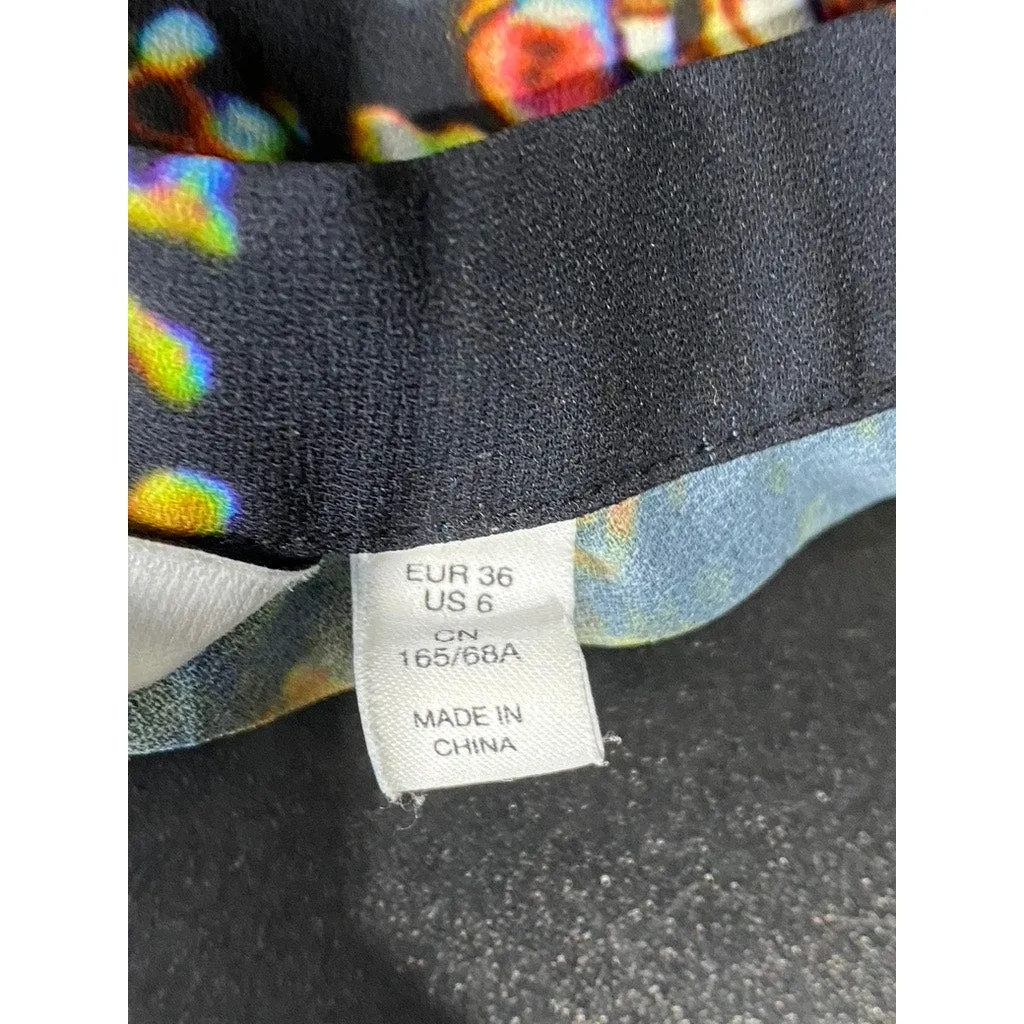 EUR 36
US 6
CN
165/68A
MADE IN
CHINA